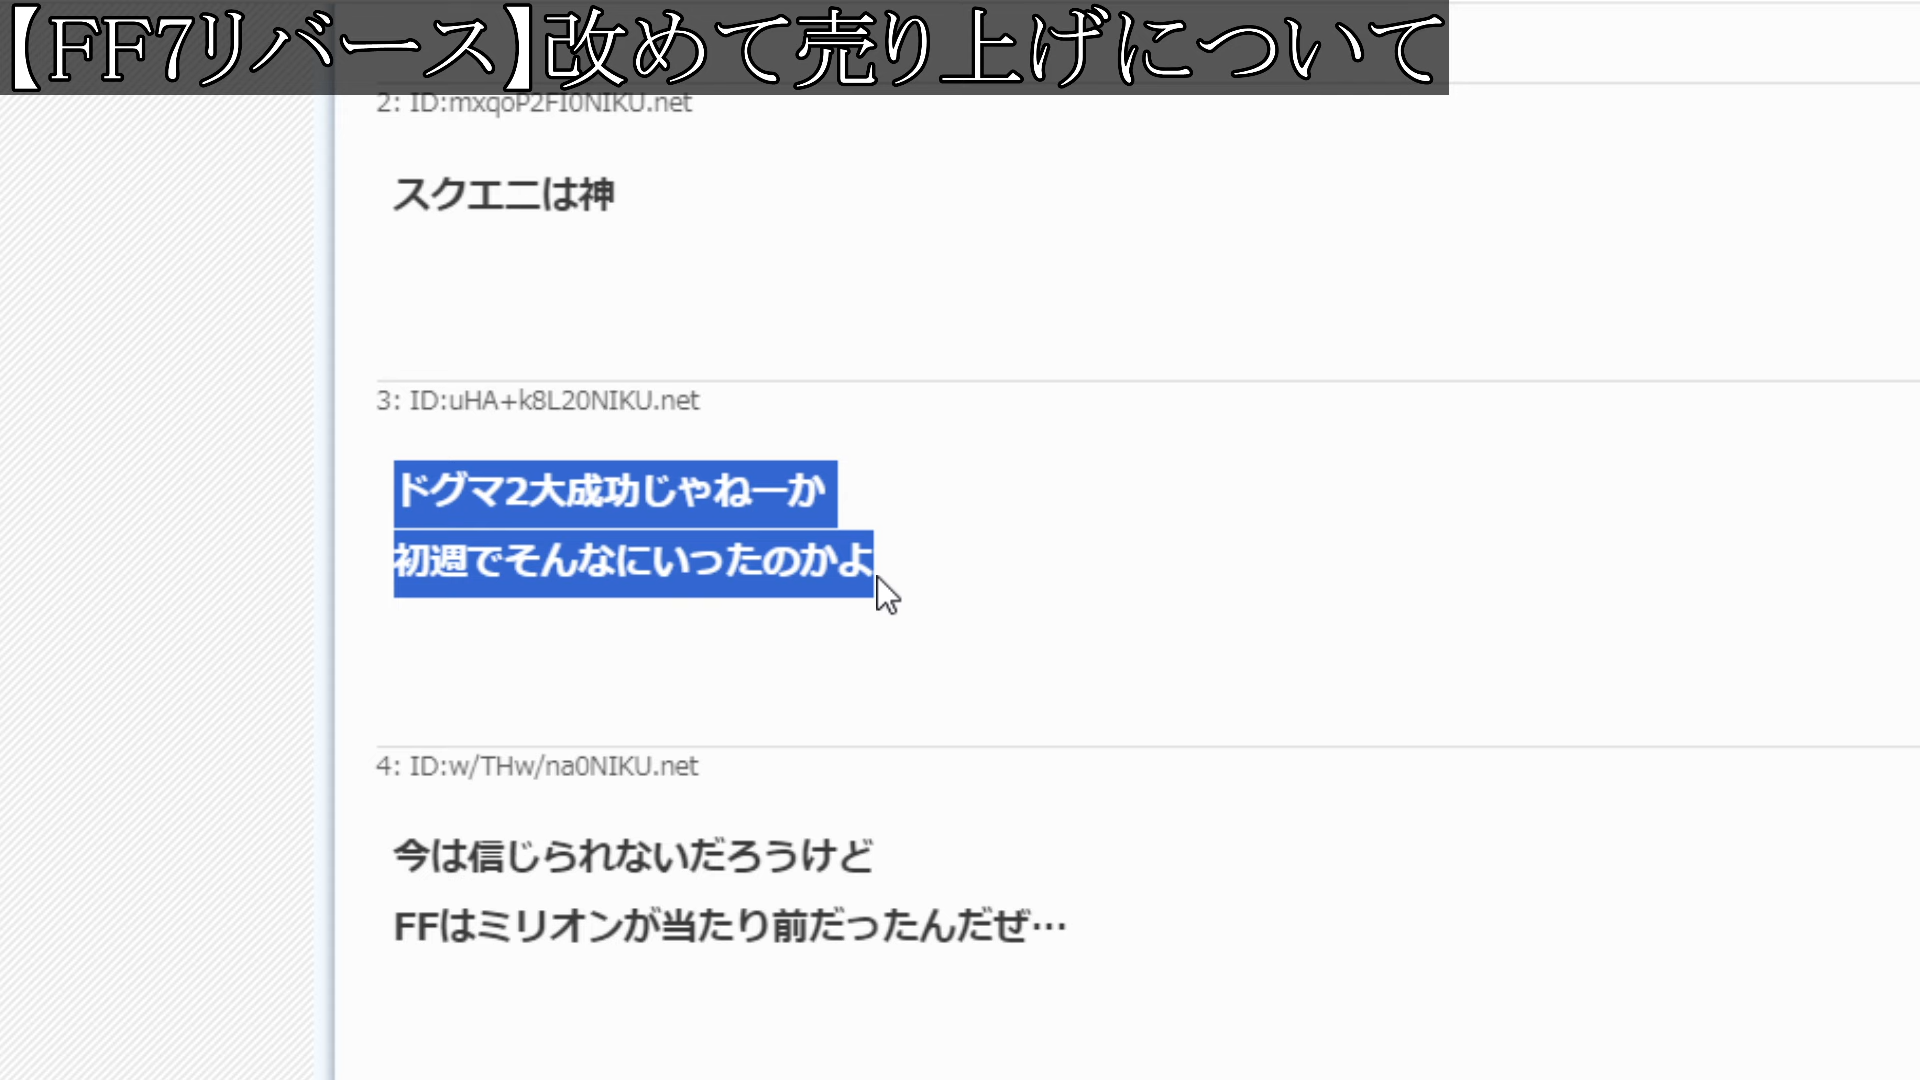 【FF7リバース】改めて売り上げについて
2: ID:mxqoP2FI0NIKU.net
スクエニは神
3: ID:uHA+k8L20NIKU.net
ドグマ2大成功じゃねーか
初週でそんなにいったのかよ
4: ID:w/THw/na0NIKU.net
今は信じられないだろうけど
FFはミリオンが当たり前だったんだぜ…